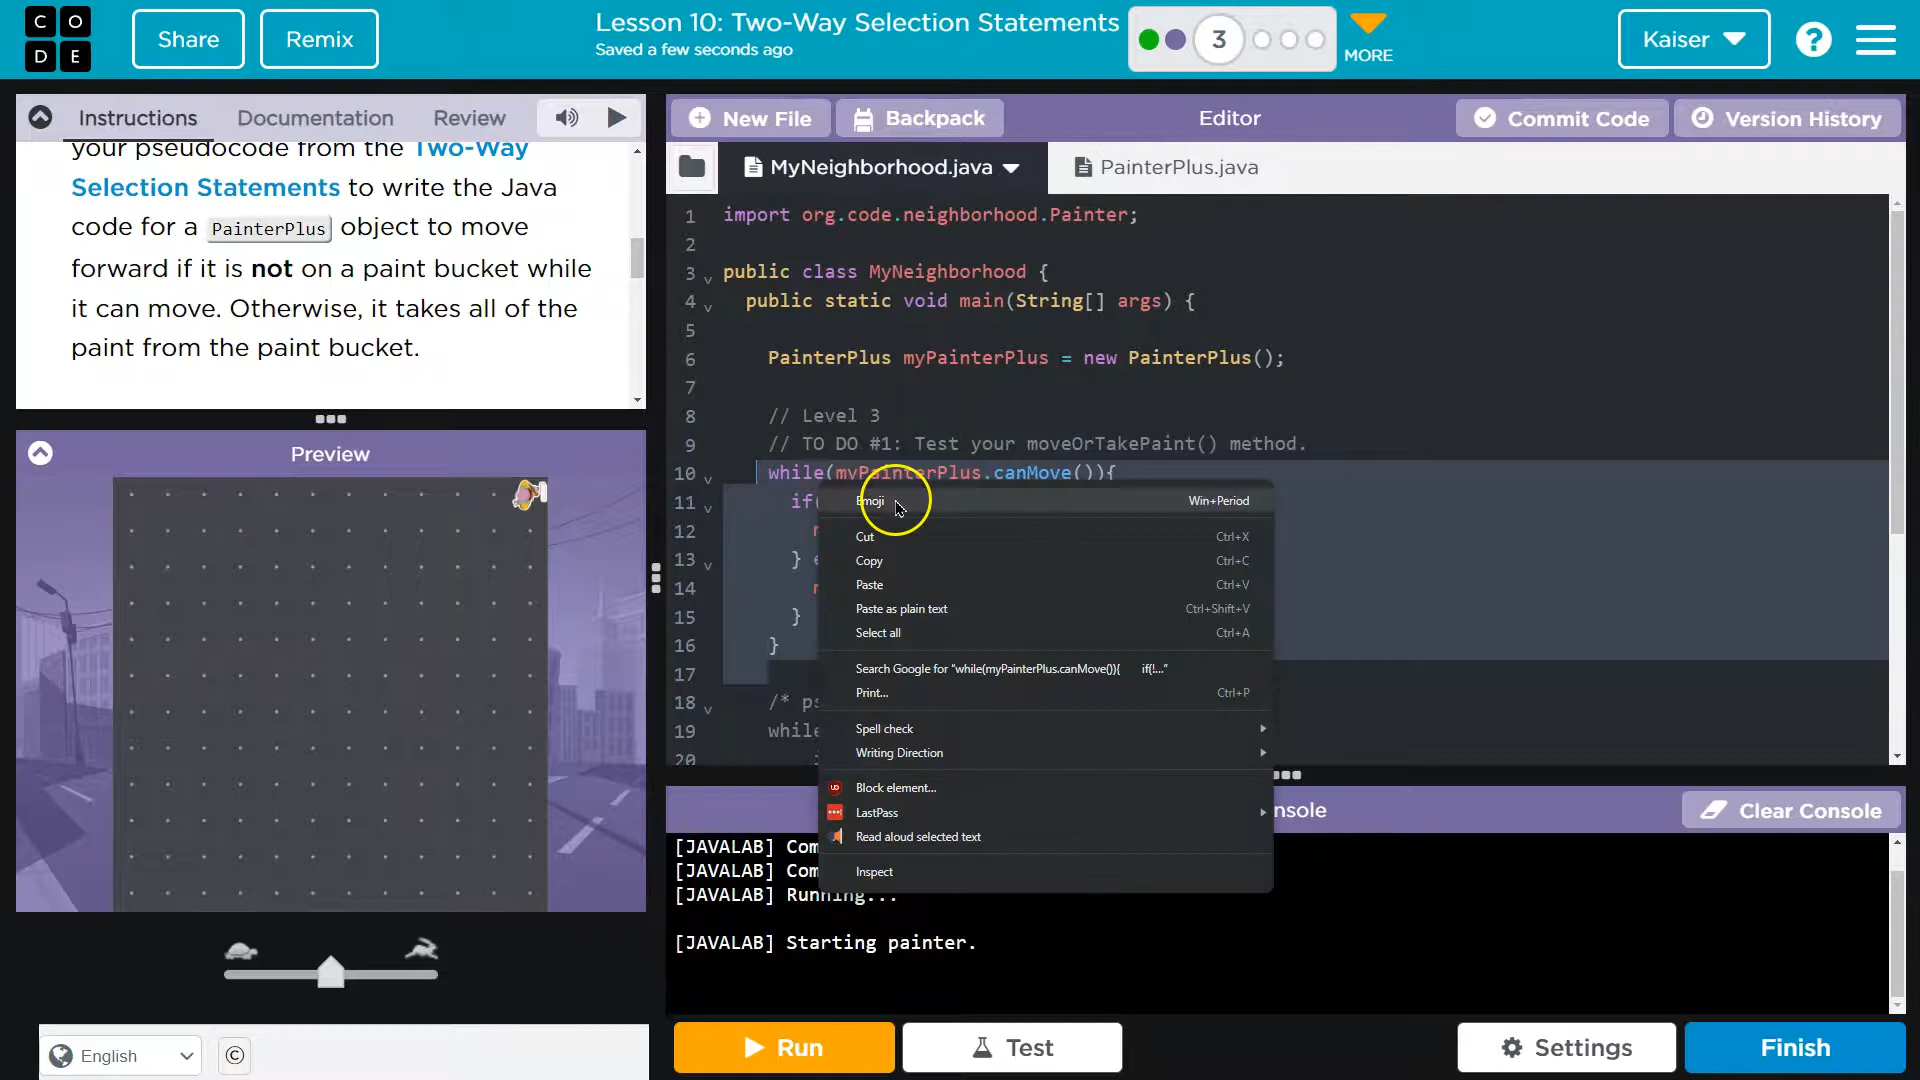 C O
D E
Share
Remix
Lesson 10: Two-Way Selection Statements
Saved a few seconds ago
3
MORE
Kaiser
?
Instructions
Documentation
Review
your pseudocode from the Two-Way
Selection Statements to write the Java
code for a PainterPlus object to move
forward if it is not on a paint bucket while
it can move. Otherwise, it takes all of the
paint from the paint bucket.
Preview
English
©
New File
Backpack
Editor
Commit Code
Version History
MyNeighborhood.java
PainterPlus.java
1 import org.code.neighborhood.Painter;
2
3 public class MyNeighborhood {
4 public static void main(String[] args) {
5
6 PainterPlus myPainterPlus = new PainterPlus();
7
8 // Level 3
9 // TO DO #1: Test your moveOrTakePaint() method.
10 while(myPainterPlus.canMove()){
11 if(
12
13 }
14
15 }
16 }
17
18 /*
19 while
20
Emoji Win+Period
Cut Ctrl+X
Copy Ctrl+C
Paste Ctrl+V
Paste as plain text Ctrl+Shift+V
Select all Ctrl+A
Search Google for "while(myPainterPlus.canMove()){ if(!..."
Print... Ctrl+P
Spell check
Writing Direction
Block element...
LastPass
Read aloud selected text
Inspect
Clear Console
[JAVALAB]
[JAVALAB]
[JAVALAB] Running...
[JAVALAB] Starting painter.
Run
Test
Settings
Finish